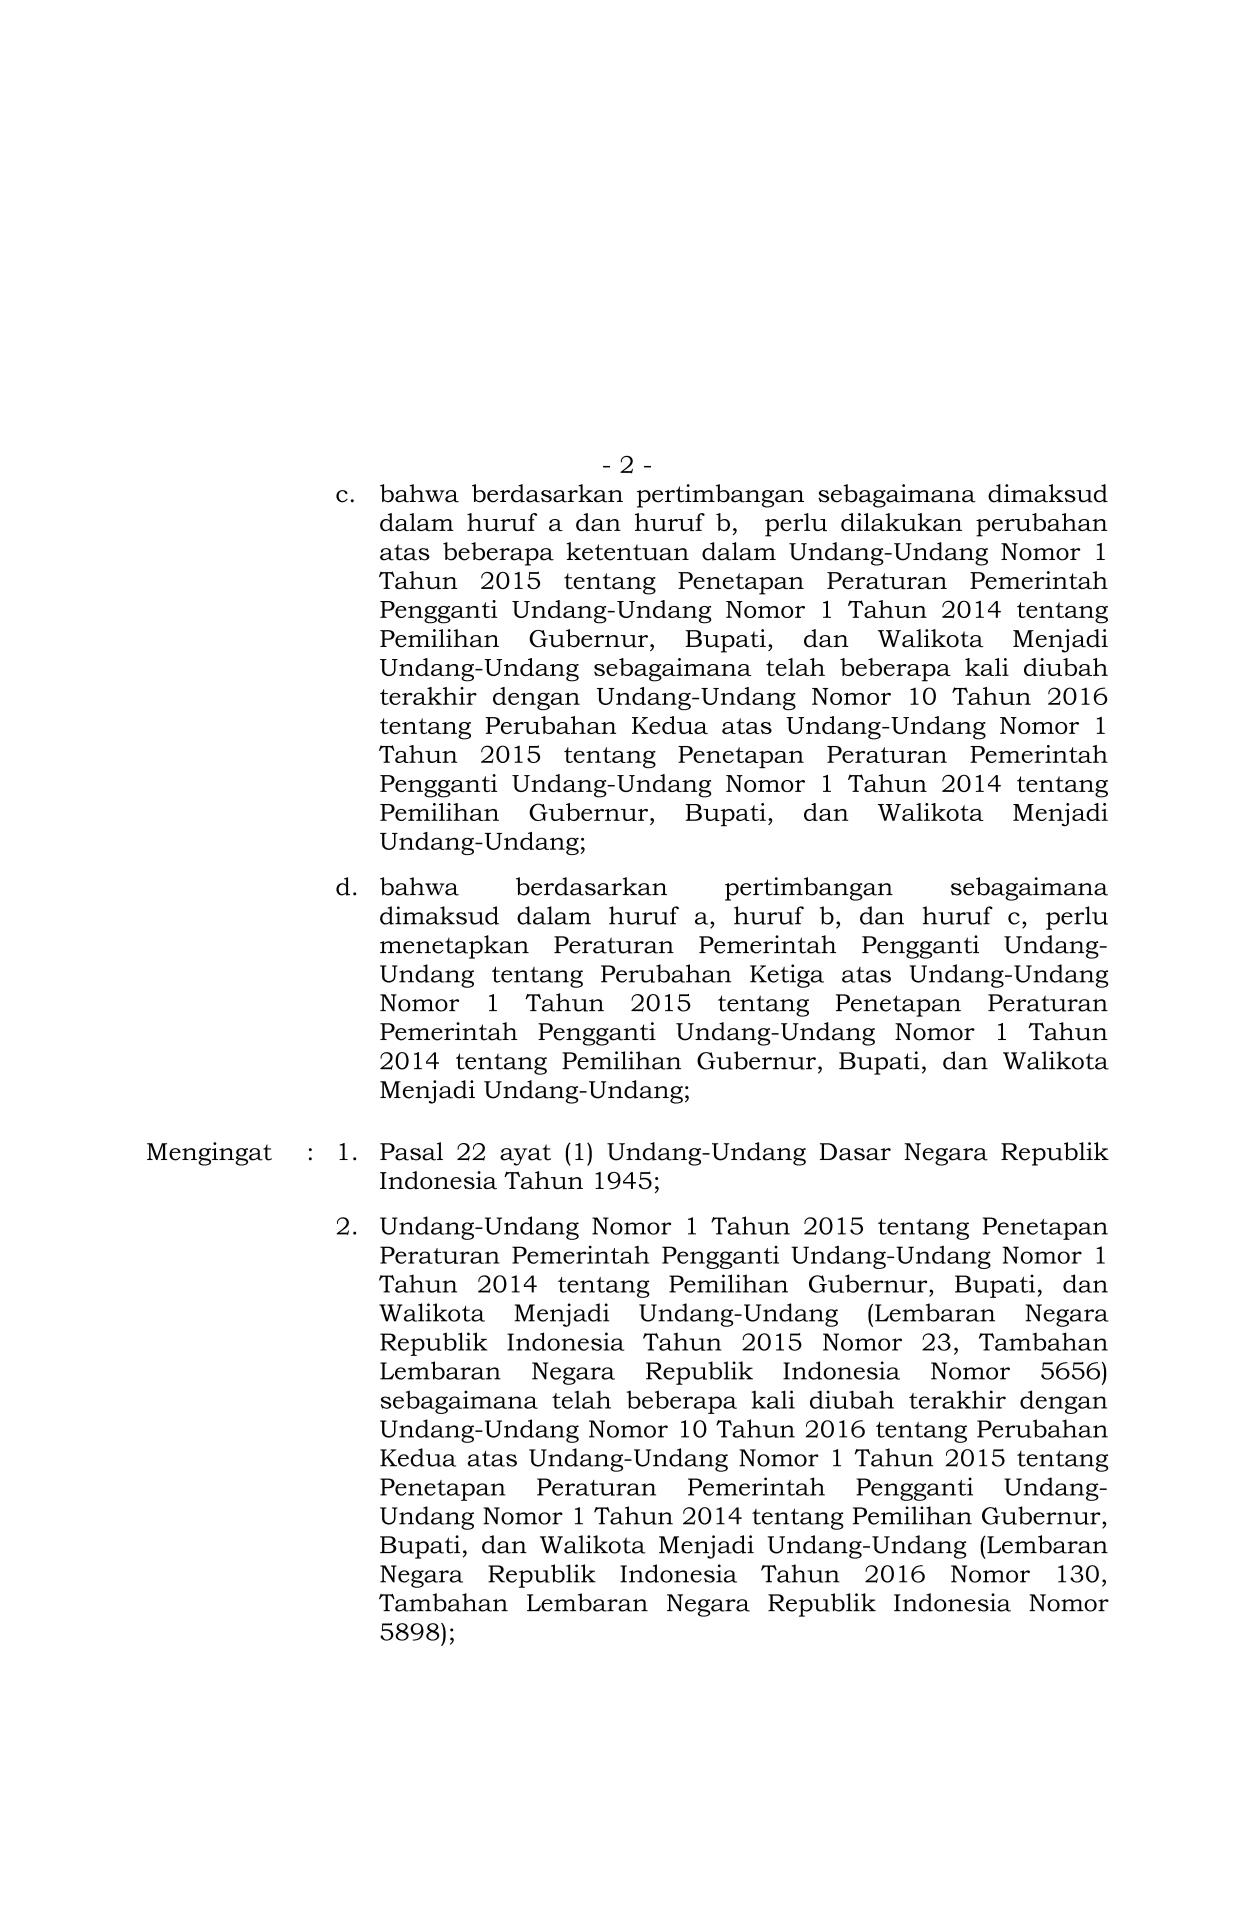 - 2 -
c. bahwa berdasarkan pertimbangan sebagaimana dimaksud
dalam huruf a dan huruf b, perlu dilakukan perubahan
atas beberapa ketentuan dalam Undang-Undang Nomor 1
Tahun 2015 tentang Penetapan Peraturan Pemerintah
Pengganti Undang-Undang Nomor 1 Tahun 2014 tentang
Pemilihan Gubernur, Bupati, dan Walikota Menjadi
Undang-Undang sebagaimana telah beberapa kali diubah
terakhir dengan Undang-Undang Nomor 10 Tahun 2016
tentang Perubahan Kedua atas Undang-Undang Nomor 1
Tahun 2015 tentang Penetapan Peraturan Pemerintah
Pengganti Undang-Undang Nomor 1 Tahun 2014 tentang
Pemilihan Gubernur, Bupati, dan Walikota Menjadi
Undang-Undang;
d. bahwa berdasarkan pertimbangan sebagaimana
dimaksud dalam huruf a, huruf b, dan huruf c, perlu
menetapkan Peraturan Pemerintah Pengganti Undang-
Undang tentang Perubahan Ketiga atas Undang-Undang
Nomor 1 Tahun 2015 tentang Penetapan Peraturan
Pemerintah Pengganti Undang-Undang Nomor 1 Tahun
2014 tentang Pemilihan Gubernur, Bupati, dan Walikota
Menjadi Undang-Undang;
Mengingat : 1. Pasal 22 ayat (1) Undang-Undang Dasar Negara Republik
Indonesia Tahun 1945;
2. Undang-Undang Nomor 1 Tahun 2015 tentang Penetapan
Peraturan Pemerintah Pengganti Undang-Undang Nomor 1
Tahun 2014 tentang Pemilihan Gubernur, Bupati, dan
Walikota Menjadi Undang-Undang (Lembaran Negara
Republik Indonesia Tahun 2015 Nomor 23, Tambahan
Lembaran Negara Republik Indonesia Nomor 5656)
sebagaimana telah beberapa kali diubah terakhir dengan
Undang-Undang Nomor 10 Tahun 2016 tentang Perubahan
Kedua atas Undang-Undang Nomor 1 Tahun 2015 tentang
Penetapan Peraturan Pemerintah Pengganti Undang-
Undang Nomor 1 Tahun 2014 tentang Pemilihan Gubernur,
Bupati, dan Walikota Menjadi Undang-Undang (Lembaran
Negara Republik Indonesia Tahun 2016 Nomor 130,
Tambahan Lembaran Negara Republik Indonesia Nomor
5898);